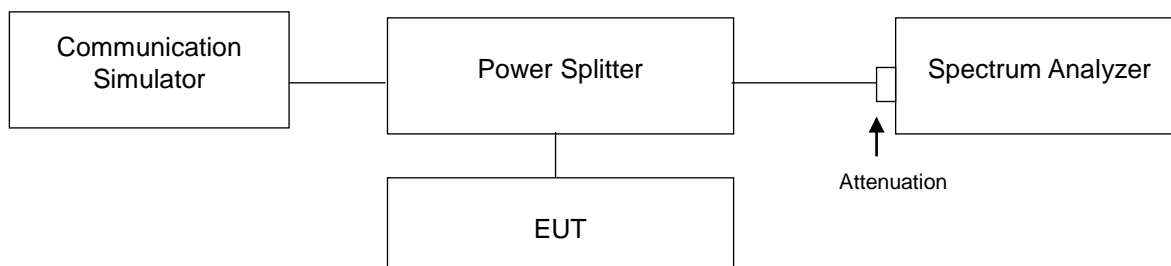 Communication
Simulator
Power Splitter
Spectrum Analyzer
Attenuation
EUT